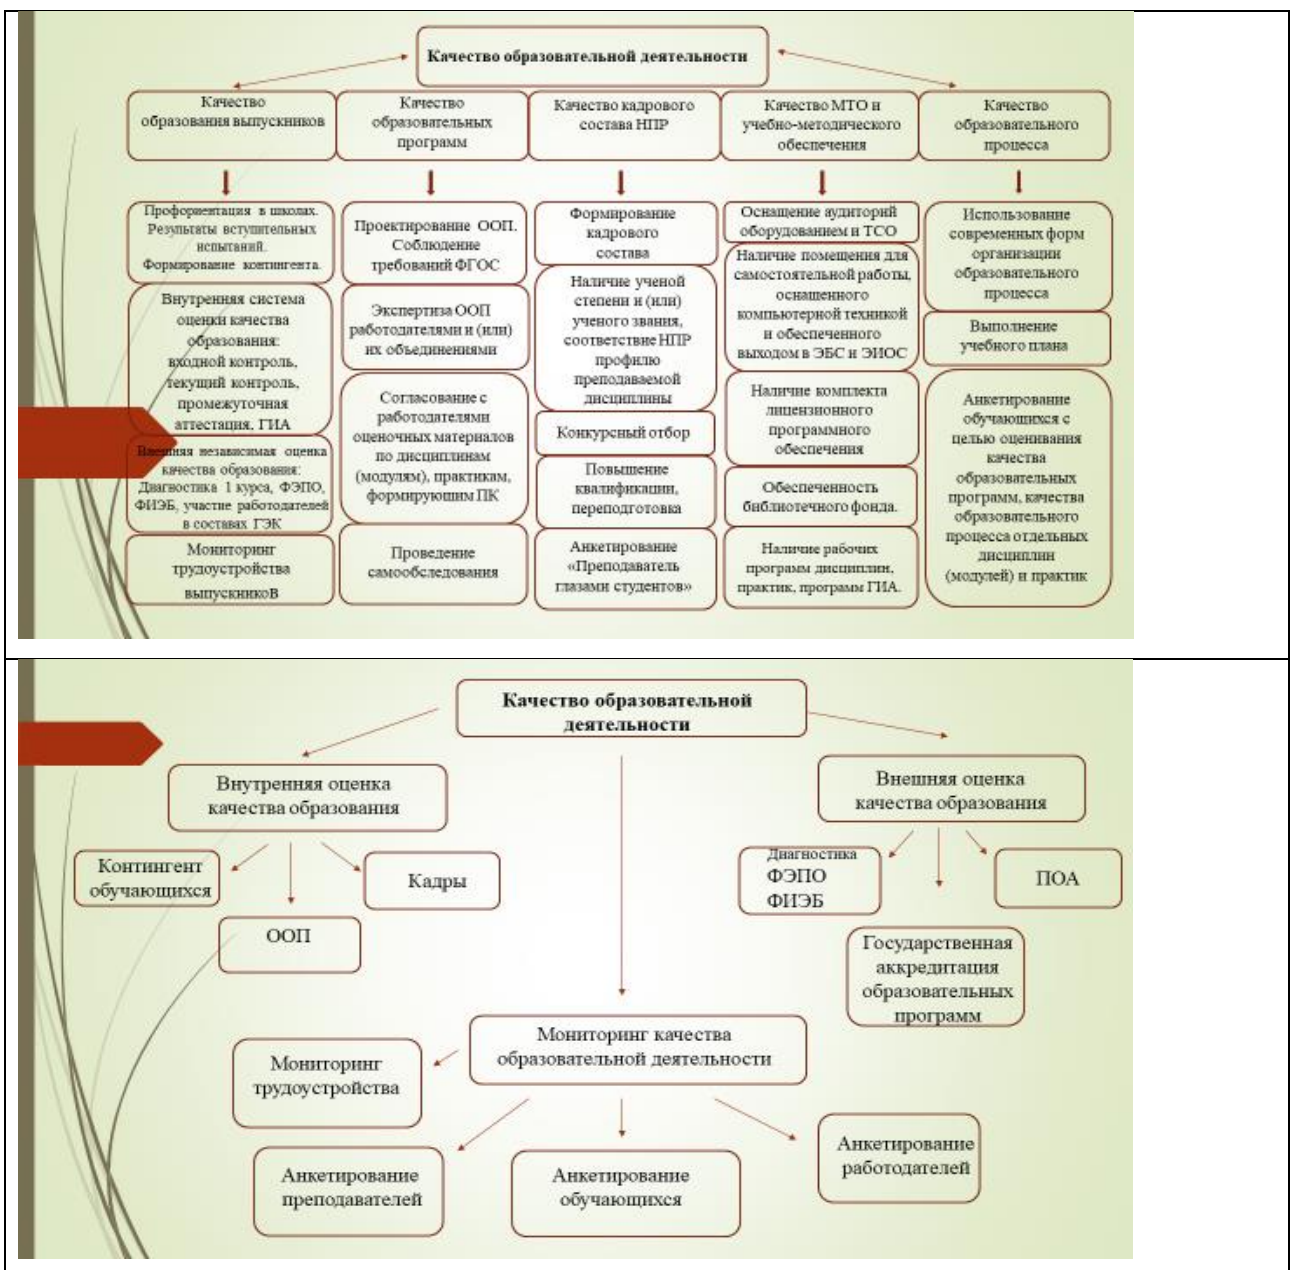 Качество образовательной деятельности
Качество
образования выпускников
Качество
образовательных
программ
Качество кадрового
состава НПР
Качество МТО и
учебно-методического
обеспечения
Качество
образовательного
процесса
Профориентация в школах.
Результаты вступительных
испытаний.
Формирование контингента.
Внутренняя система
оценки качества
образования:
входной контроль,
текущий контроль,
промежуточная
аттестация, ГИА
Внешняя независимая оценка
качества образования:
Диагностика 1 курса, ФЭПО,
ФИЭБ, участие работодателей
в составах ГЭК
Мониторинг
трудоустройства
выпускникоВ
Проектирование ООП.
Соблюдение
требований ФГОС
Экспертиза ООП
работодателями и (или)
их объединениями
Согласование с
работодателями
оценочных материалов
по дисциплинам
(модулям), практикам,
формирующим ПК
Проведение
самообследования
Формирование
кадрового
состава
Наличие ученой
степени и (или)
ученого звания,
соответствие НПР
профилю
преподаваемой
дисциплины
Конкурсный отбор
Повышение
квалификации,
переподготовка
Анкетирование
«Преподаватель
глазами студентов»
Оснащение аудиторий
оборудованием и ТСО
Наличие помещения для
самостоятельной работы,
оснащенного
компьютерной техникой
и обеспеченного
выходом в ЭБС и ЭИОС
Наличие комплекта
лицензионного
программного
обеспечения
Обеспеченность
библиотечного фонда.
Наличие рабочих
программ дисциплин,
практик, программ ГИА.
Использование
современных форм
организации
образовательного
процесса
Выполнение
учебного плана
Анкетирование
обучающихся с
целью оценивания
качества
образовательных
программ, качества
образовательного
процесса отдельных
дисциплин
(модулей) и практик
Качество образовательной
деятельности
Внутренняя оценка
качества образования
Внешняя оценка
качества образования
Контингент
обучающихся
Кадры
ООП
Диагностика
ФЭПО
ФИЭБ
ПОА
Государственная
аккредитация
образовательных
программ
Мониторинг качества
образовательной деятельности
Мониторинг
трудоустройства
Анкетирование
преподавателей
Анкетирование
обучающихся
Анкетирование
работодателей